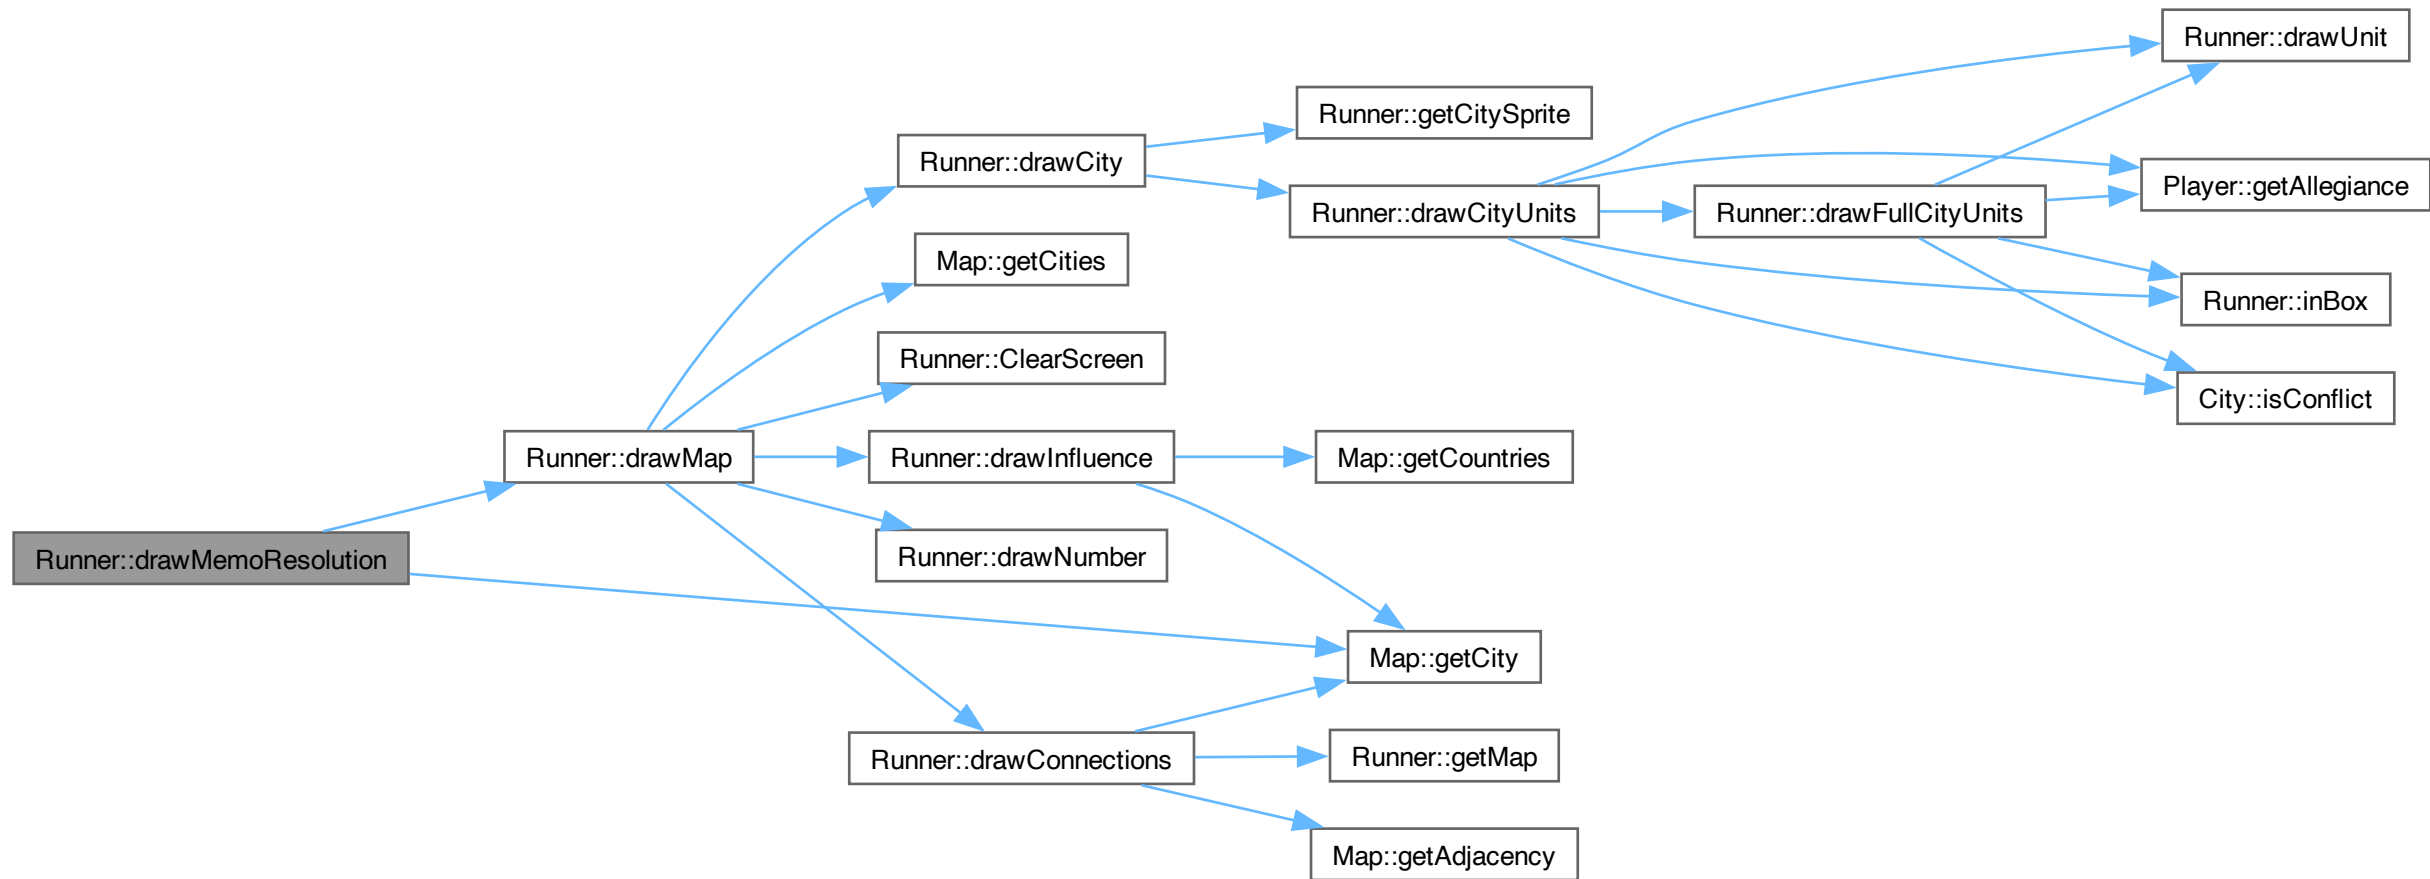 Runner::drawMemoResolution
Runner::drawMap
Runner::drawCity
Map::getCities
Runner::ClearScreen
Runner::drawInfluence
Runner::drawNumber
Runner::drawConnections
Runner::getCitySprite
Runner::drawCityUnits
Map::getCountries
Map::getCity
Runner::getMap
Map::getAdjacency
Runner::drawFullCityUnits
Runner::drawUnit
Player::getAllegiance
Runner::inBox
City::isConflict